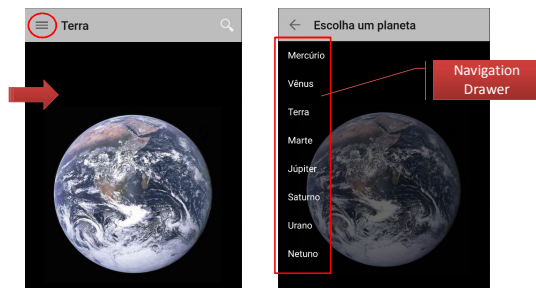 Terra
Escolha um planeta
Mercúrio
Vênus
Terra
Marte
Júpiter
Saturno
Urano
Netuno
Navigation
Drawer